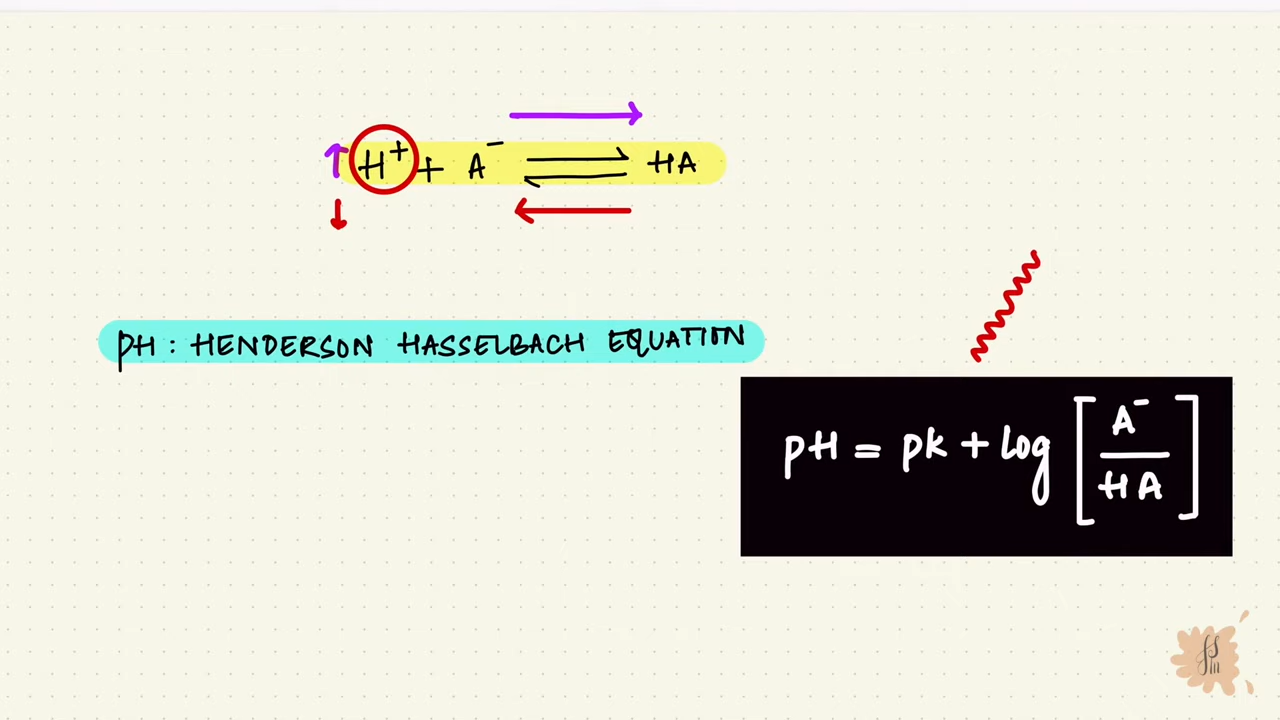 ↑ H⁺ + A⁻ ⇌ HA
pH : HENDERSON HASSELBACH EQUATION
pH = pk + log [A⁻/HA]